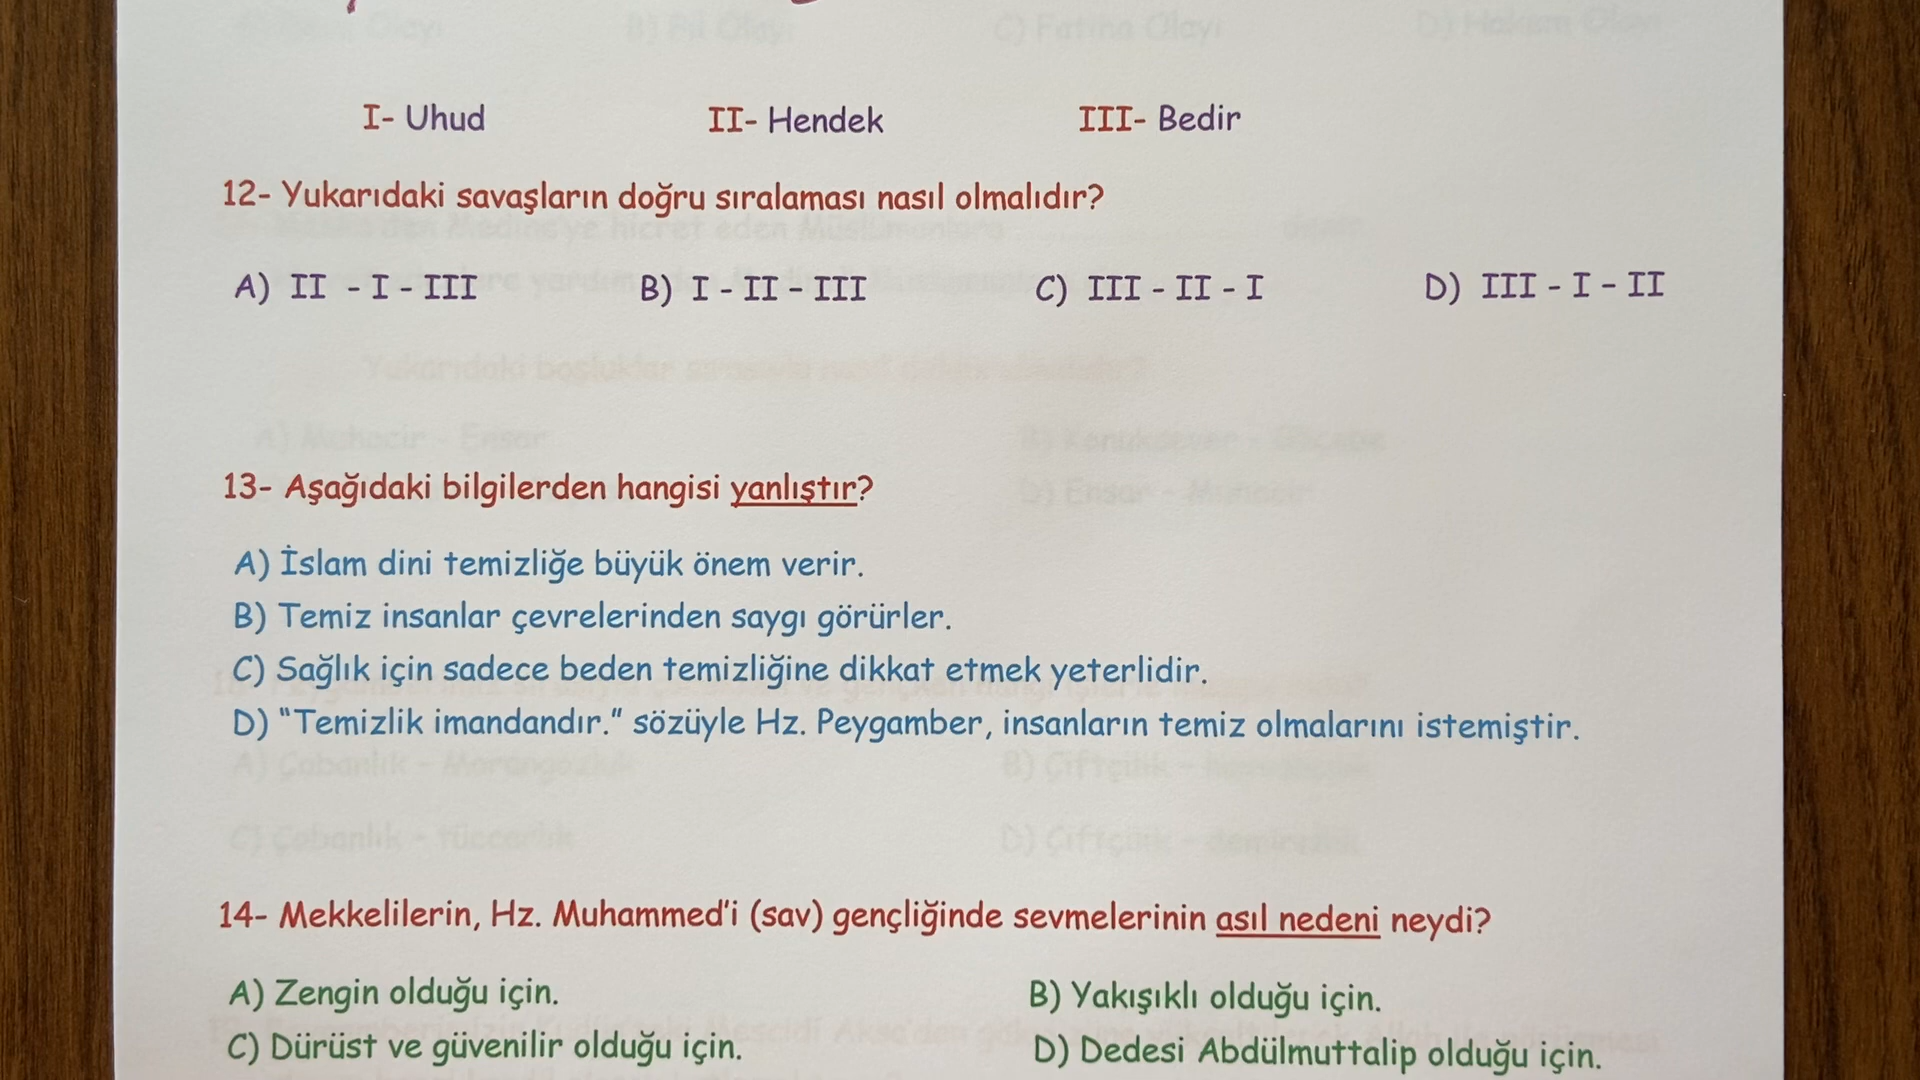 I- Uhud II- Hendek III- Bedir
12- Yukarıdaki savaşların doğru sıralaması nasıl olmalıdır?
A) II - I - III B) I - II - III C) III - II - I D) III - I - II
13- Aşağıdaki bilgilerden hangisi yanlıştır?
A) İslam dini temizliğe büyük önem verir.
B) Temiz insanlar çevrelerinden saygı görürler.
C) Sağlık için sadece beden temizliğine dikkat etmek yeterlidir.
D) "Temizlik imandandır." sözüyle Hz. Peygamber, insanların temiz olmalarını istemiştir.
14- Mekkelilerin, Hz. Muhammed'i (sav) gençliğinde sevmelerinin asıl nedeni neydi?
A) Zengin olduğu için. B) Yakışıklı olduğu için.
C) Dürüst ve güvenilir olduğu için. D) Dedesi Abdülmuttalip olduğu için.